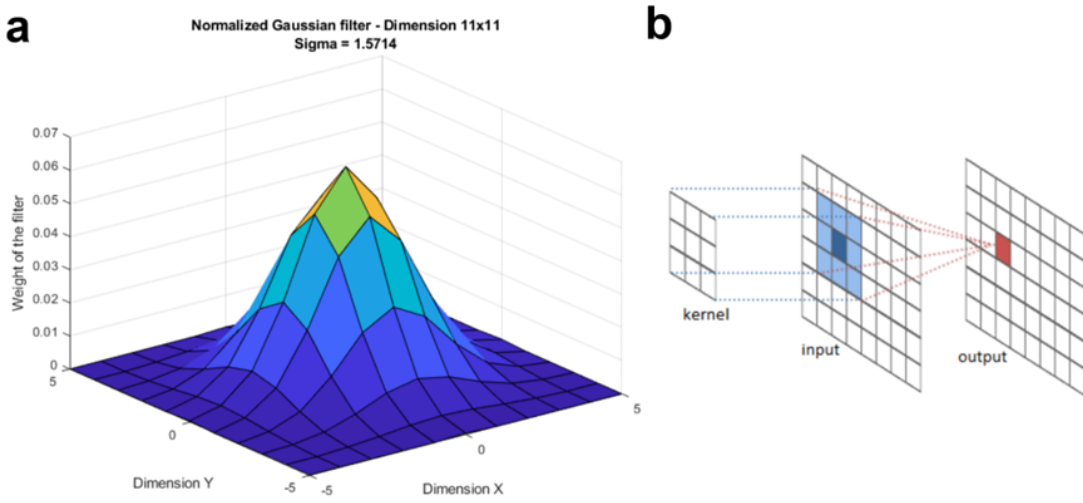 a
Normalized Gaussian filter - Dimension 11x11
Sigma = 1.5714
Weight of the filter
0.07
0.06
0.05
0.04
0.03
0.02
0.01
0
5
0
-5
Dimension Y
-5
0
5
Dimension X
b
kernel
input
output